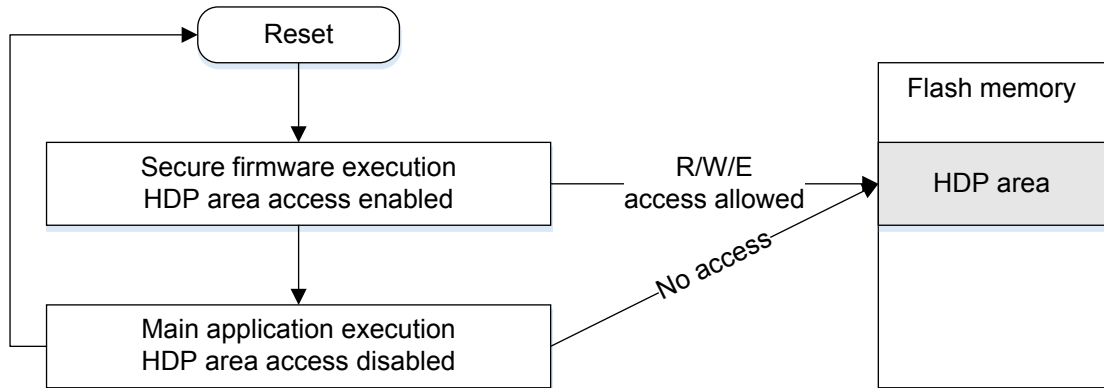 Reset
Flash memory
Secure firmware execution
HDP area access enabled
R/W/E
access allowed
HDP area
No access
Main application execution
HDP area access disabled